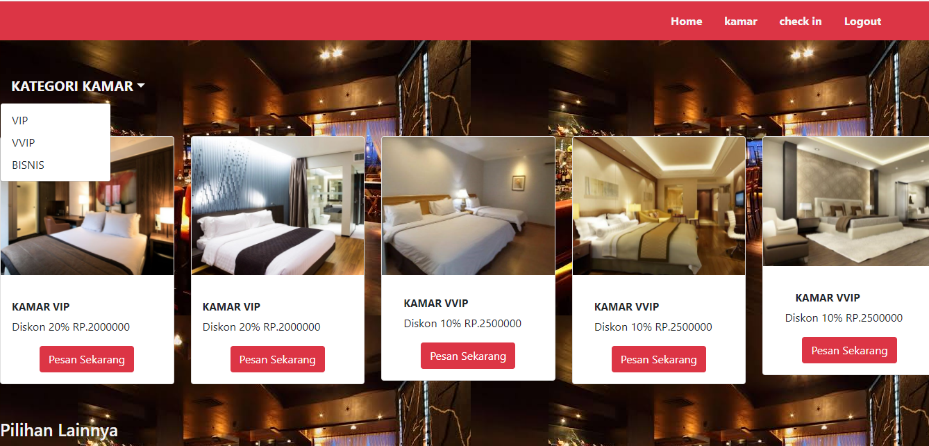 Home kamar check in Logout
KATEGORI KAMAR
VIP
VVIP
BISNIS
KAMAR VIP
Diskon 20% RP.2000000
Pesan Sekarang
KAMAR VIP
Diskon 20% RP.2000000
Pesan Sekarang
KAMAR VVIP
Diskon 10% RP.2500000
Pesan Sekarang
KAMAR VVIP
Diskon 10% RP.2500000
Pesan Sekarang
KAMAR VVIP
Diskon 10% RP.2500000
Pesan Sekarang
Pilihan Lainnya